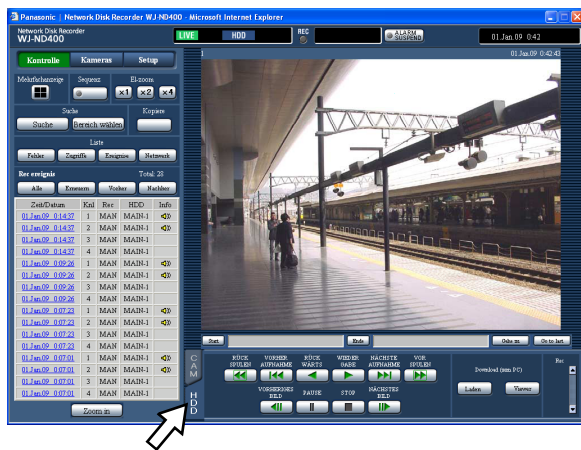 Panasonic | Network Disk Recorder WJ-ND400 - Microsoft Internet Explorer
Network Disk Recorder
WJ-ND400
LIVE HDD REC ALARM SUSPEND 01.Jan.09 0:42
Kontrolle Kameras Setup
1 01.Jan.09 0:42:43
Melufachanzeige Sequenz El-zoom
x1 x2 x4
Suche Kopiere
Suche Bereich wählen
Liste
Fehler Zugriffs Ereignis Netzwerk
Rec ereignis Total: 28
Alle Erneuern Vorher Nachher
Zeit/Datum Knl Rec HDD Info
01.Jan.09 0:14:37 1 MAN MAIN-1
01.Jan.09 0:14:37 2 MAN MAIN-1
01.Jan.09 0:14:37 3 MAN MAIN-1
01.Jan.09 0:14:37 4 MAN MAIN-1
01.Jan.09 0:09:26 1 MAN MAIN-1
01.Jan.09 0:09:26 2 MAN MAIN-1
01.Jan.09 0:09:26 3 MAN MAIN-1
01.Jan.09 0:09:26 4 MAN MAIN-1
01.Jan.09 0:07:23 1 MAN MAIN-1
01.Jan.09 0:07:23 2 MAN MAIN-1
01.Jan.09 0:07:23 3 MAN MAIN-1
01.Jan.09 0:07:23 4 MAN MAIN-1
01.Jan.09 0:07:01 1 MAN MAIN-1
01.Jan.09 0:07:01 2 MAN MAIN-1
01.Jan.09 0:07:01 3 MAN MAIN-1
01.Jan.09 0:07:01 4 MAN MAIN-1
Zoom in
Start Ende Gehe zu Go to last
CAM
HDD
RÜCK SPULEN VORHER AUFNAHME RÜCK WÄRTS WIEDER GABE NÄCHSTE AUFNAHME VOR SPULEN
VORHERIGES BILD PAUSE STOP NÄCHSTES BILD
Download (zum PC)
Laden Viewer
Rec